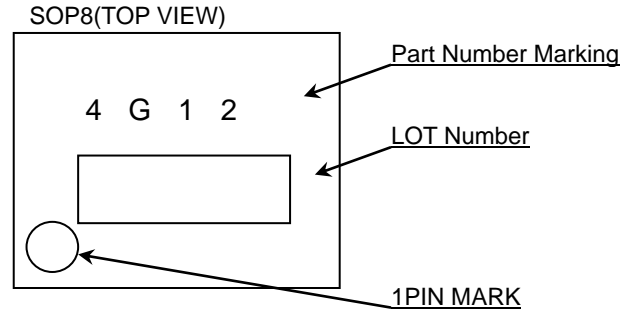 SOP8(TOP VIEW)
Part Number Marking
4 G 1 2
LOT Number
1PIN MARK